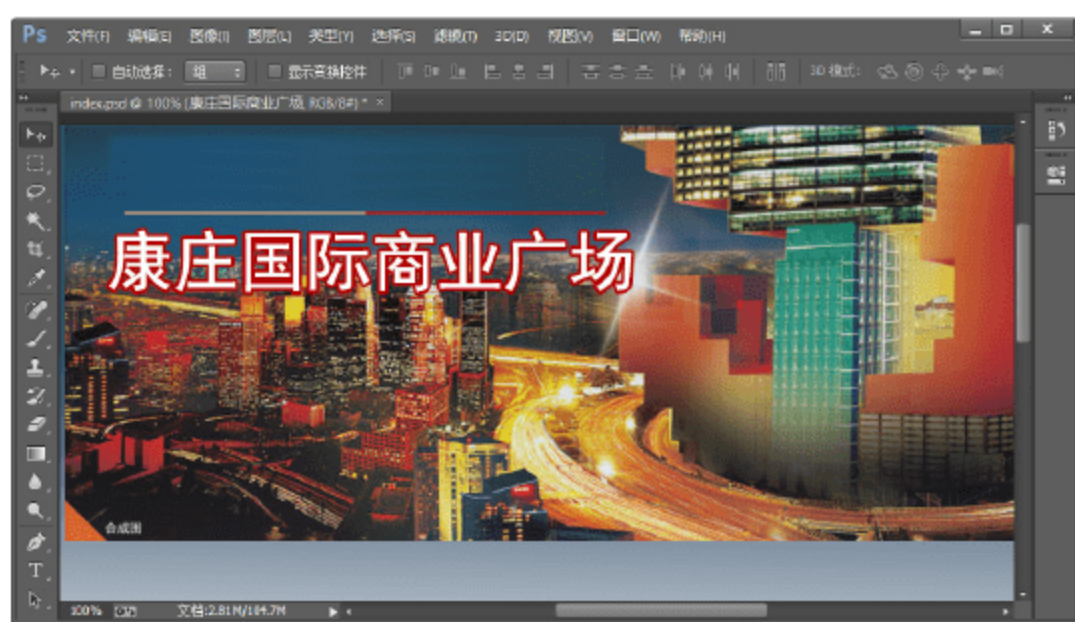 Ps 文件(F) 编辑(E) 图像(I) 图层(L) 类型(Y) 选择(S) 滤镜(T) 3D(D) 视图(V) 窗口(W) 帮助(H)
自动选择： 组 显示变换控件 3D 模式：
index.psd @ 100% (康庄国际商业广场, RGB/8#) * ×
康庄国际商业广场
合成图
T
100% 文档:2.81M/104.7M